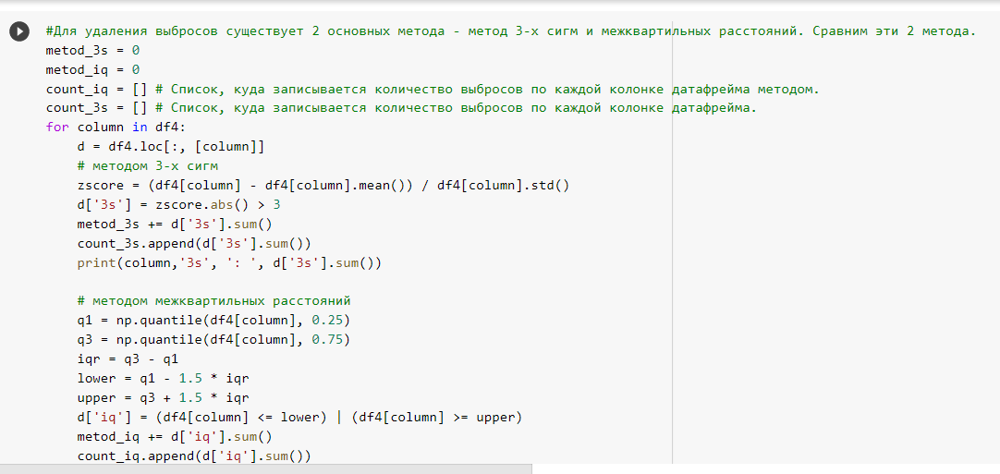 #Для удаления выбросов существует 2 основных метода - метод 3-х сигм и межквартильных расстояний. Сравним эти 2 метода.
metod_3s = 0
metod_iq = 0
count_iq = [] # Список, куда записывается количество выбросов по каждой колонке датафрейма методом.
count_3s = [] # Список, куда записывается количество выбросов по каждой колонке датафрейма.
for column in df4:
    d = df4.loc[:, [column]]
    # методом 3-х сигм
    zscore = (df4[column] - df4[column].mean()) / df4[column].std()
    d['3s'] = zscore.abs() > 3
    metod_3s += d['3s'].sum()
    count_3s.append(d['3s'].sum())
    print(column,'3s', ': ', d['3s'].sum())

    # методом межквартильных расстояний
    q1 = np.quantile(df4[column], 0.25)
    q3 = np.quantile(df4[column], 0.75)
    iqr = q3 - q1
    lower = q1 - 1.5 * iqr
    upper = q3 + 1.5 * iqr
    d['iq'] = (df4[column] <= lower) | (df4[column] >= upper)
    metod_iq += d['iq'].sum()
    count_iq.append(d['iq'].sum())